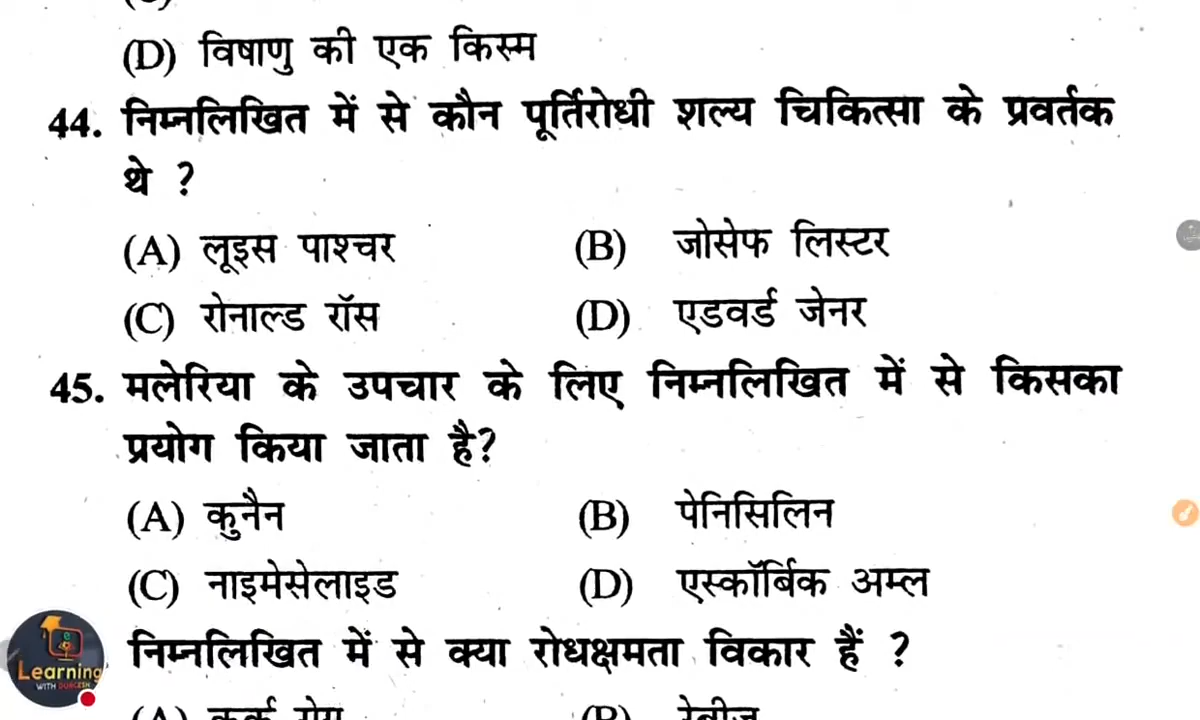 (D) विषाणु की एक किस्म
44. निम्नलिखित में से कौन पूर्तिरोधी शल्य चिकित्सा के प्रवर्तक
थे ?
(A) लूइस पाश्चर (B) जोसेफ लिस्टर
(C) रोनाल्ड रॉस (D) एडवर्ड जेनर
45. मलेरिया के उपचार के लिए निम्नलिखित में से किसका
प्रयोग किया जाता है?
(A) कुनैन (B) पेनिसिलिन
(C) नाइमेसेलाइड (D) एस्कॉर्बिक अम्ल
निम्नलिखित में से क्या रोधक्षमता विकार हैं ?
Learning
WITH